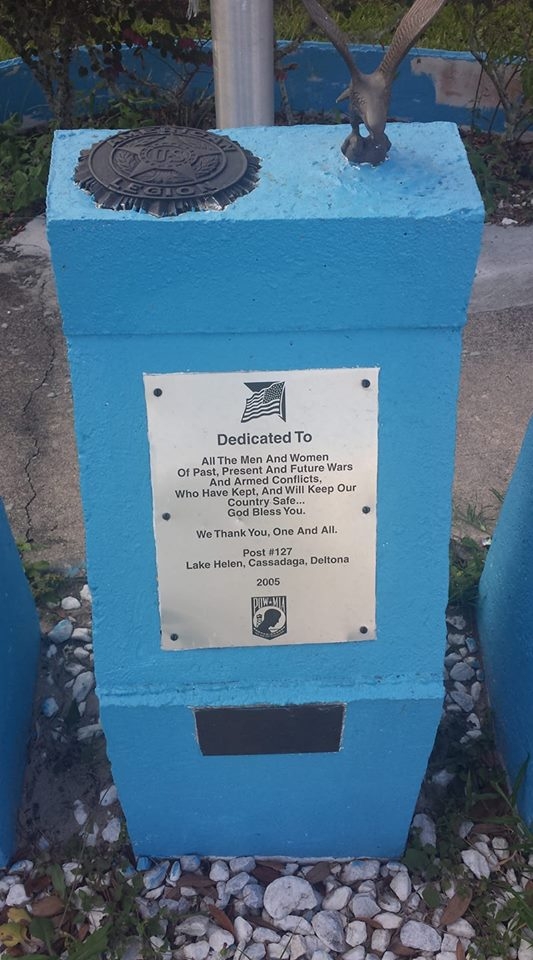 U.S.
LEGION
Dedicated To
All The Men And Women
Of Past, Present And Future Wars
And Armed Conflicts,
Who Have Kept, And Will Keep Our
Country Safe...
God Bless You.
We Thank You, One And All.
Post #127
Lake Helen, Cassadaga, Deltona
2005
POW★MIA